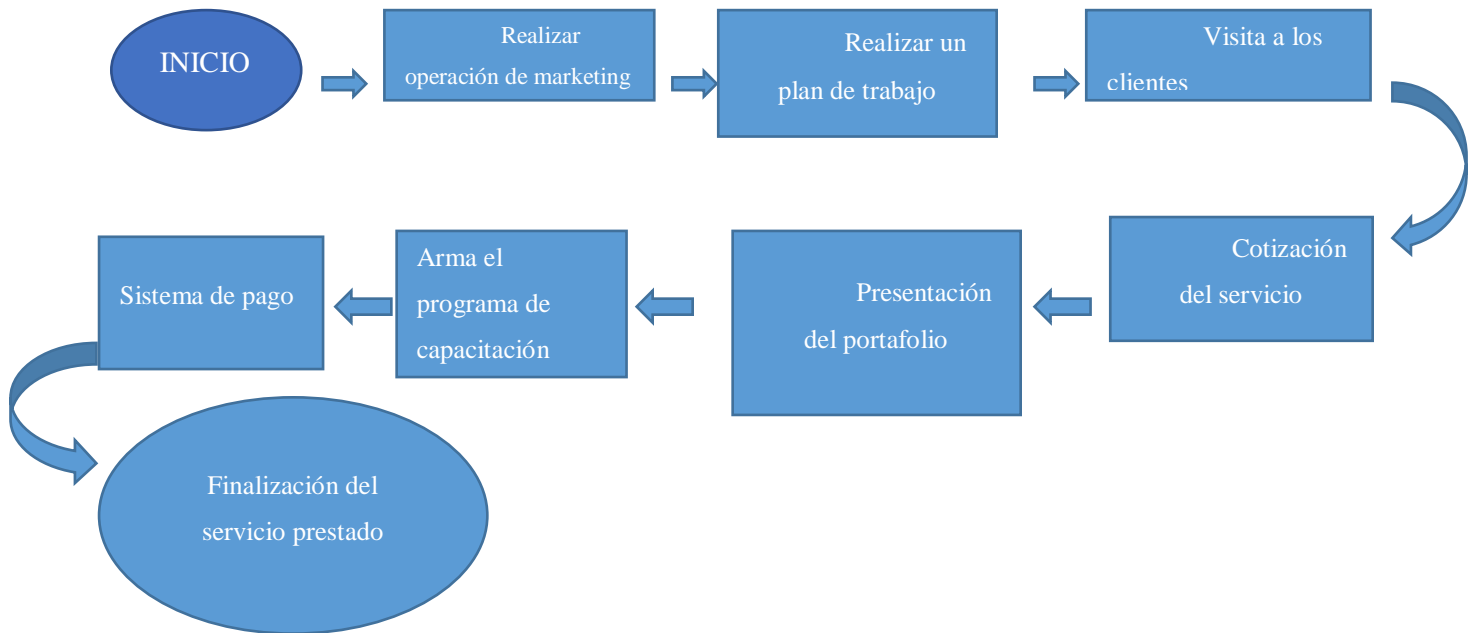 INICIO
Realizar
operación de marketing
Realizar un
plan de trabajo
Visita a los
clientes
Cotización
del servicio
Presentación
del portafolio
Arma el
programa de
capacitación
Sistema de pago
Finalización del
servicio prestado